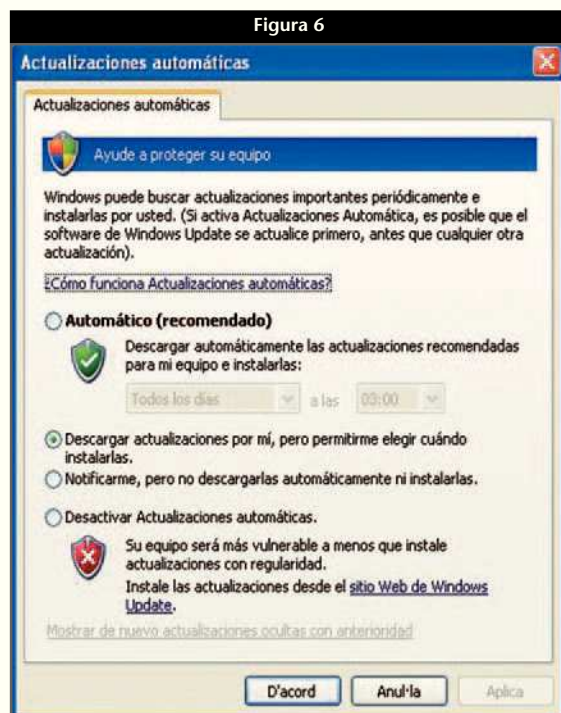 Figura 6
Actualizaciones automáticas
Actualizaciones automáticas
Ayude a proteger su equipo
Windows puede buscar actualizaciones importantes periódicamente e
instalarlas por usted. (Si activa Actualizaciones Automática, es posible que el
software de Windows Update se actualice primero, antes que cualquier otra
actualización).
¿Cómo funciona Actualizaciones automáticas?
Automático (recomendado)
Descargar automáticamente las actualizaciones recomendadas
para mi equipo e instalarlas:
Todos los días a las 03:00
Descargar actualizaciones por mí, pero permitirme elegir cuándo
instalarlas.
Notificarme, pero no descargarlas automáticamente ni instalarlas.
Desactivar Actualizaciones automáticas.
Su equipo será más vulnerable a menos que instale
actualizaciones con regularidad.
Instale las actualizaciones desde el sitio Web de Windows
Update.
Mostrar de nuevo actualizaciones ocultas con anterioridad
D'acord Anul·la Aplica